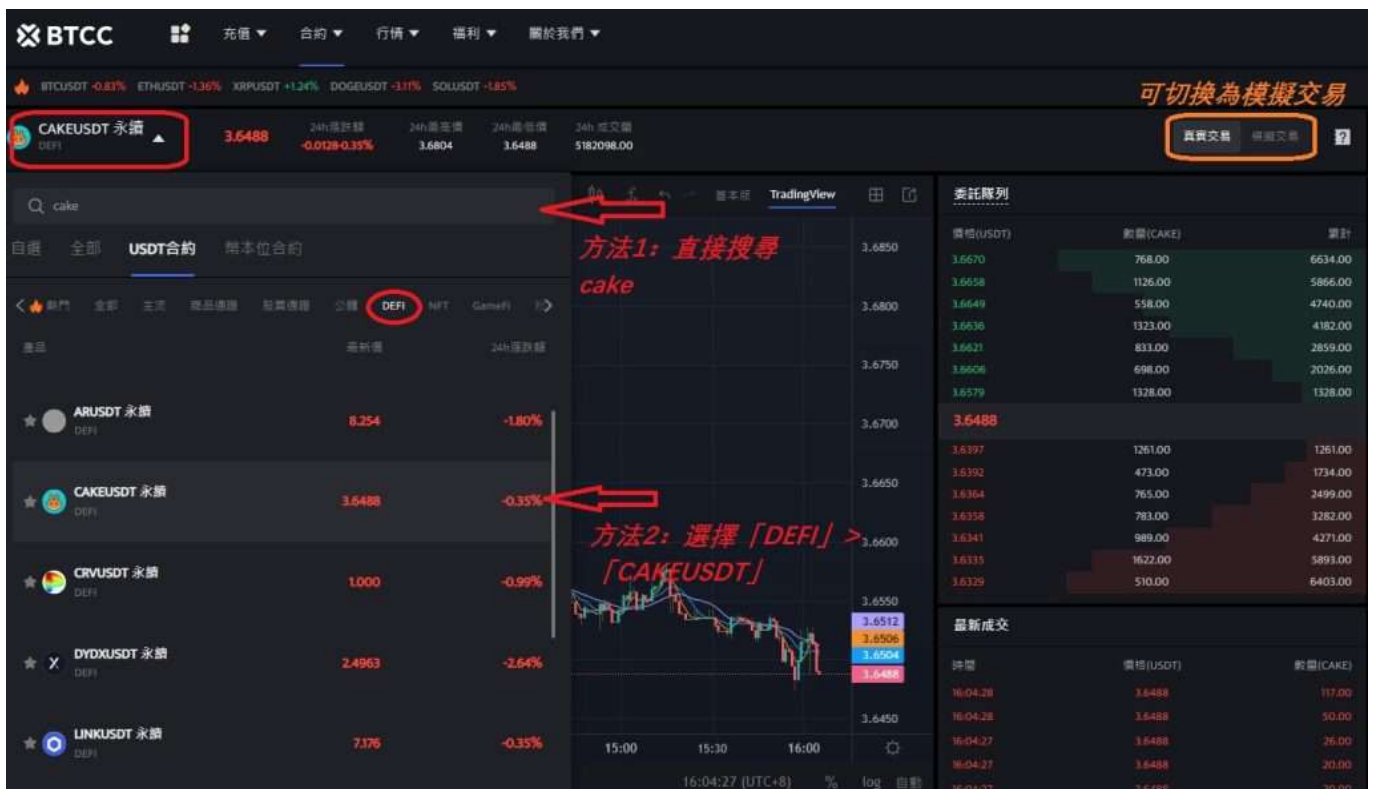 BTCC 充值 合約 行情 福利 關於我們
BTCUSDT -0.83% ETHUSDT -1.36% XRPUSDT +1.24% DOGEUSDT -3.11% SOLUSDT -1.85%
可切換為模擬交易
CAKEUSDT 永續
DEFI
3.6488
24h漲跌額
-0.0128-0.35%
24h最高價
3.6804
24h最低價
3.6488
24h 成交量
5182098.00
真實交易 模擬交易
cake
自選 全部 USDT合約 幣本位合約
熱門 全部 主流 DEFI NFT GameFi
產品 最新價 24h漲跌額
ARUSDT 永續 8.254 -1.80%
DEFI
CAKEUSDT 永續 3.6488 -0.35%
DEFI
CRVUSDT 永續 1.000 -0.99%
DEFI
DYDXUSDT 永續 2.4963 -2.64%
DEFI
LINKUSDT 永續 7.176 -0.35%
DEFI
基本版 TradingView
方法1：直接搜尋
cake
方法2：選擇「DEFI」>
「CAKEUSDT」
3.6850
3.6800
3.6750
3.6700
3.6650
3.6600
3.6550
3.6512
3.6506
3.6504
3.6488
3.6450
15:00 15:30 16:00
16:04:27 (UTC+8) % log 自動
委託隊列
價格(USDT) 數量(CAKE) 累計
3.6670 768.00 6634.00
3.6658 1126.00 5866.00
3.6649 558.00 4740.00
3.6636 1323.00 4182.00
3.6621 833.00 2859.00
3.6606 698.00 2026.00
3.6579 1328.00 1328.00
3.6488
3.6397 1261.00 1261.00
3.6392 473.00 1734.00
3.6364 765.00 2499.00
3.6358 783.00 3282.00
3.6341 989.00 4271.00
3.6335 1622.00 5893.00
3.6329 510.00 6403.00
最新成交
時間 價格(USDT) 數量(CAKE)
16:04:28 3.6488 117.00
16:04:28 3.6488 50.00
16:04:27 3.6488 26.00
16:04:27 3.6488 20.00